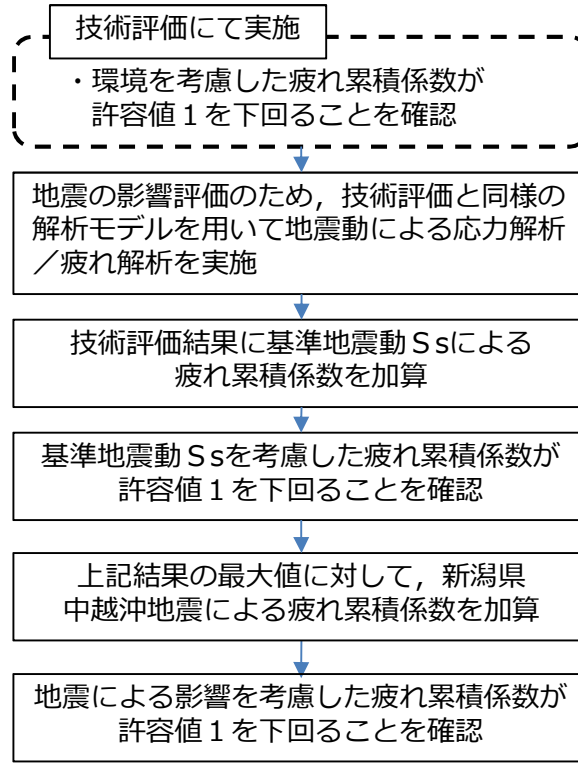 技術評価にて実施
・環境を考慮した疲れ累積係数が
許容値１を下回ることを確認
地震の影響評価のため，技術評価と同様の
解析モデルを用いて地震動による応力解析
／疲れ解析を実施
技術評価結果に基準地震動Ｓsによる
疲れ累積係数を加算
基準地震動Ｓsを考慮した疲れ累積係数が
許容値１を下回ることを確認
上記結果の最大値に対して，新潟県
中越沖地震による疲れ累積係数を加算
地震による影響を考慮した疲れ累積係数が
許容値１を下回ることを確認